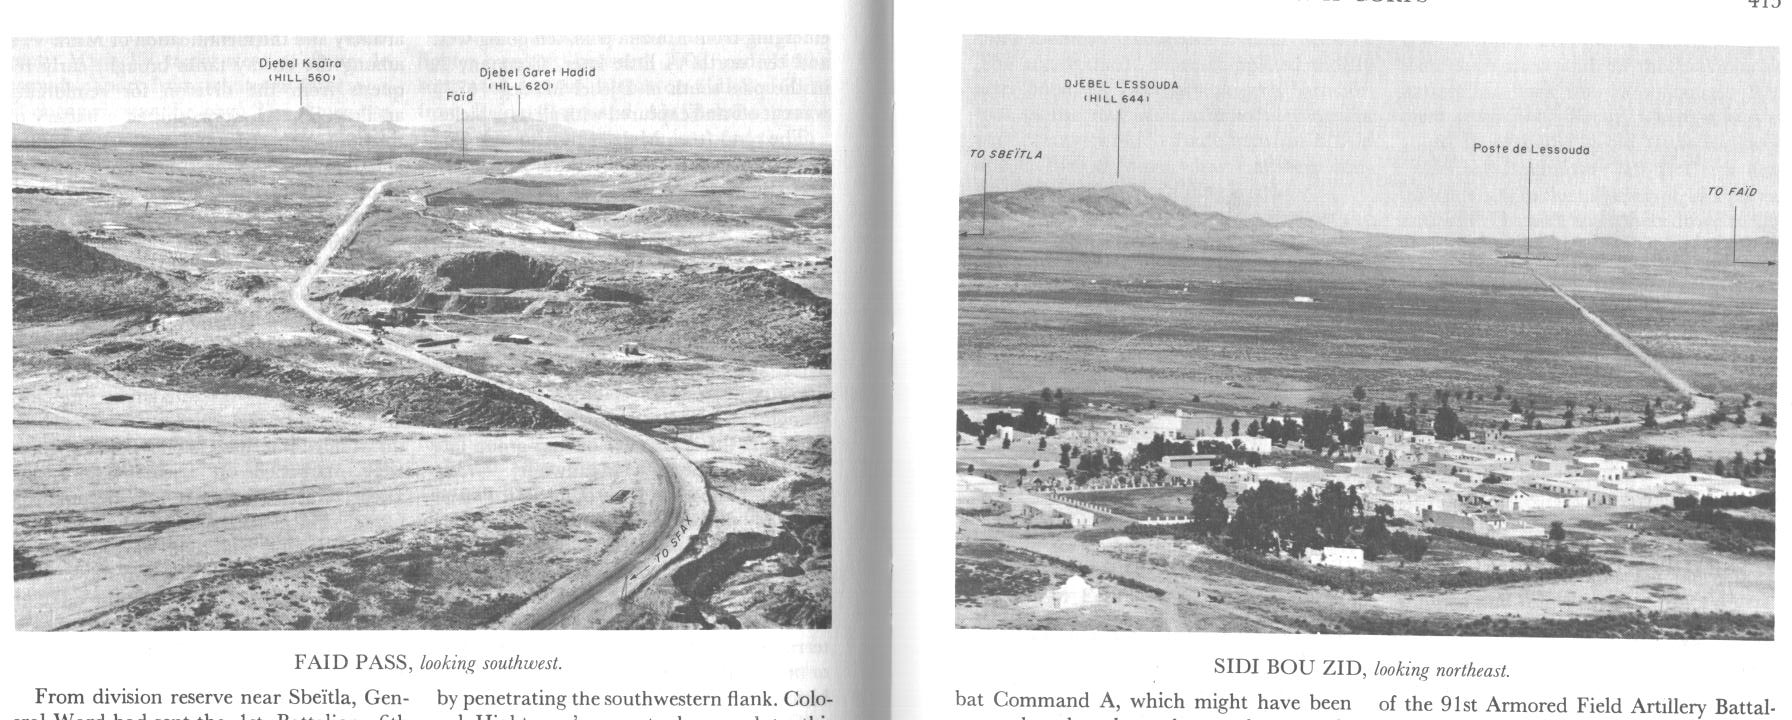 Djebel Ksaïra
(HILL 560)
Djebel Garet Hadid
(HILL 620)
Faïd
TO SFAX
FAID PASS, looking southwest.
From division reserve near Sbeïtla, Gen-
by penetrating the southwestern flank. Colo-
415
DJEBEL LESSOUDA
(HILL 644)
TO SBEÏTLA
Poste de Lessouda
TO FAÏD
SIDI BOU ZID, looking northeast.
bat Command A, which might have been
of the 91st Armored Field Artillery Battal-